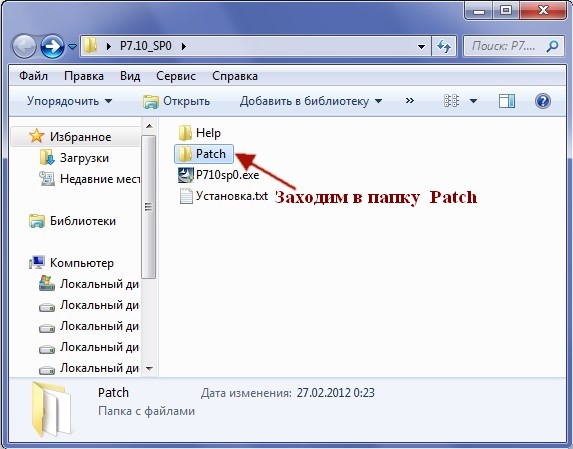 P7.10_SP0
Поиск: P7....
Файл Правка Вид Сервис Справка
Упорядочить Открыть Добавить в библиотеку »
Избранное
Загрузки
Недавние мест
Библиотеки
Компьютер
Локальный ди
Локальный ди
Локальный ди
Локальный ди
Локальный ди
Help
Patch
P710sp0.exe
Установка.txt
Заходим в папку Patch
Patch Дата изменения: 27.02.2012 0:23
Папка с файлами